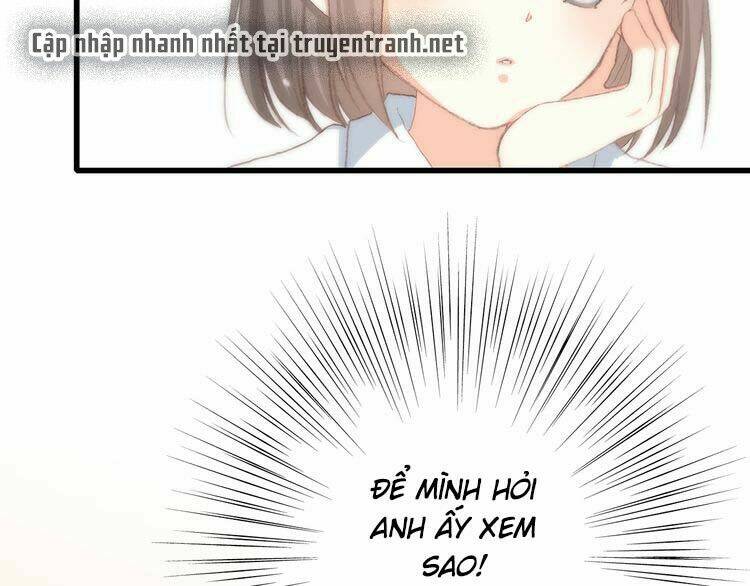 Cập nhập nhanh nhất tại truyentranh.net
ĐỂ MÌNH HỎI
ANH ẤY XEM
SAO!